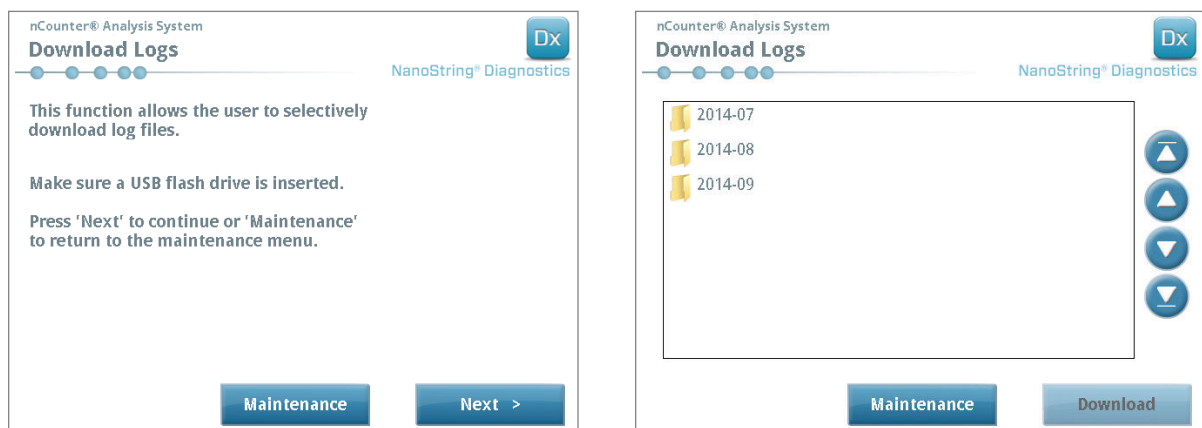 nCounter® Analysis System
Download Logs
Dx
NanoString® Diagnostics
This function allows the user to selectively
download log files.
Make sure a USB flash drive is inserted.
Press 'Next' to continue or 'Maintenance'
to return to the maintenance menu.
Maintenance
Next >
nCounter® Analysis System
Download Logs
Dx
NanoString® Diagnostics
2014-07
2014-08
2014-09
Maintenance
Download